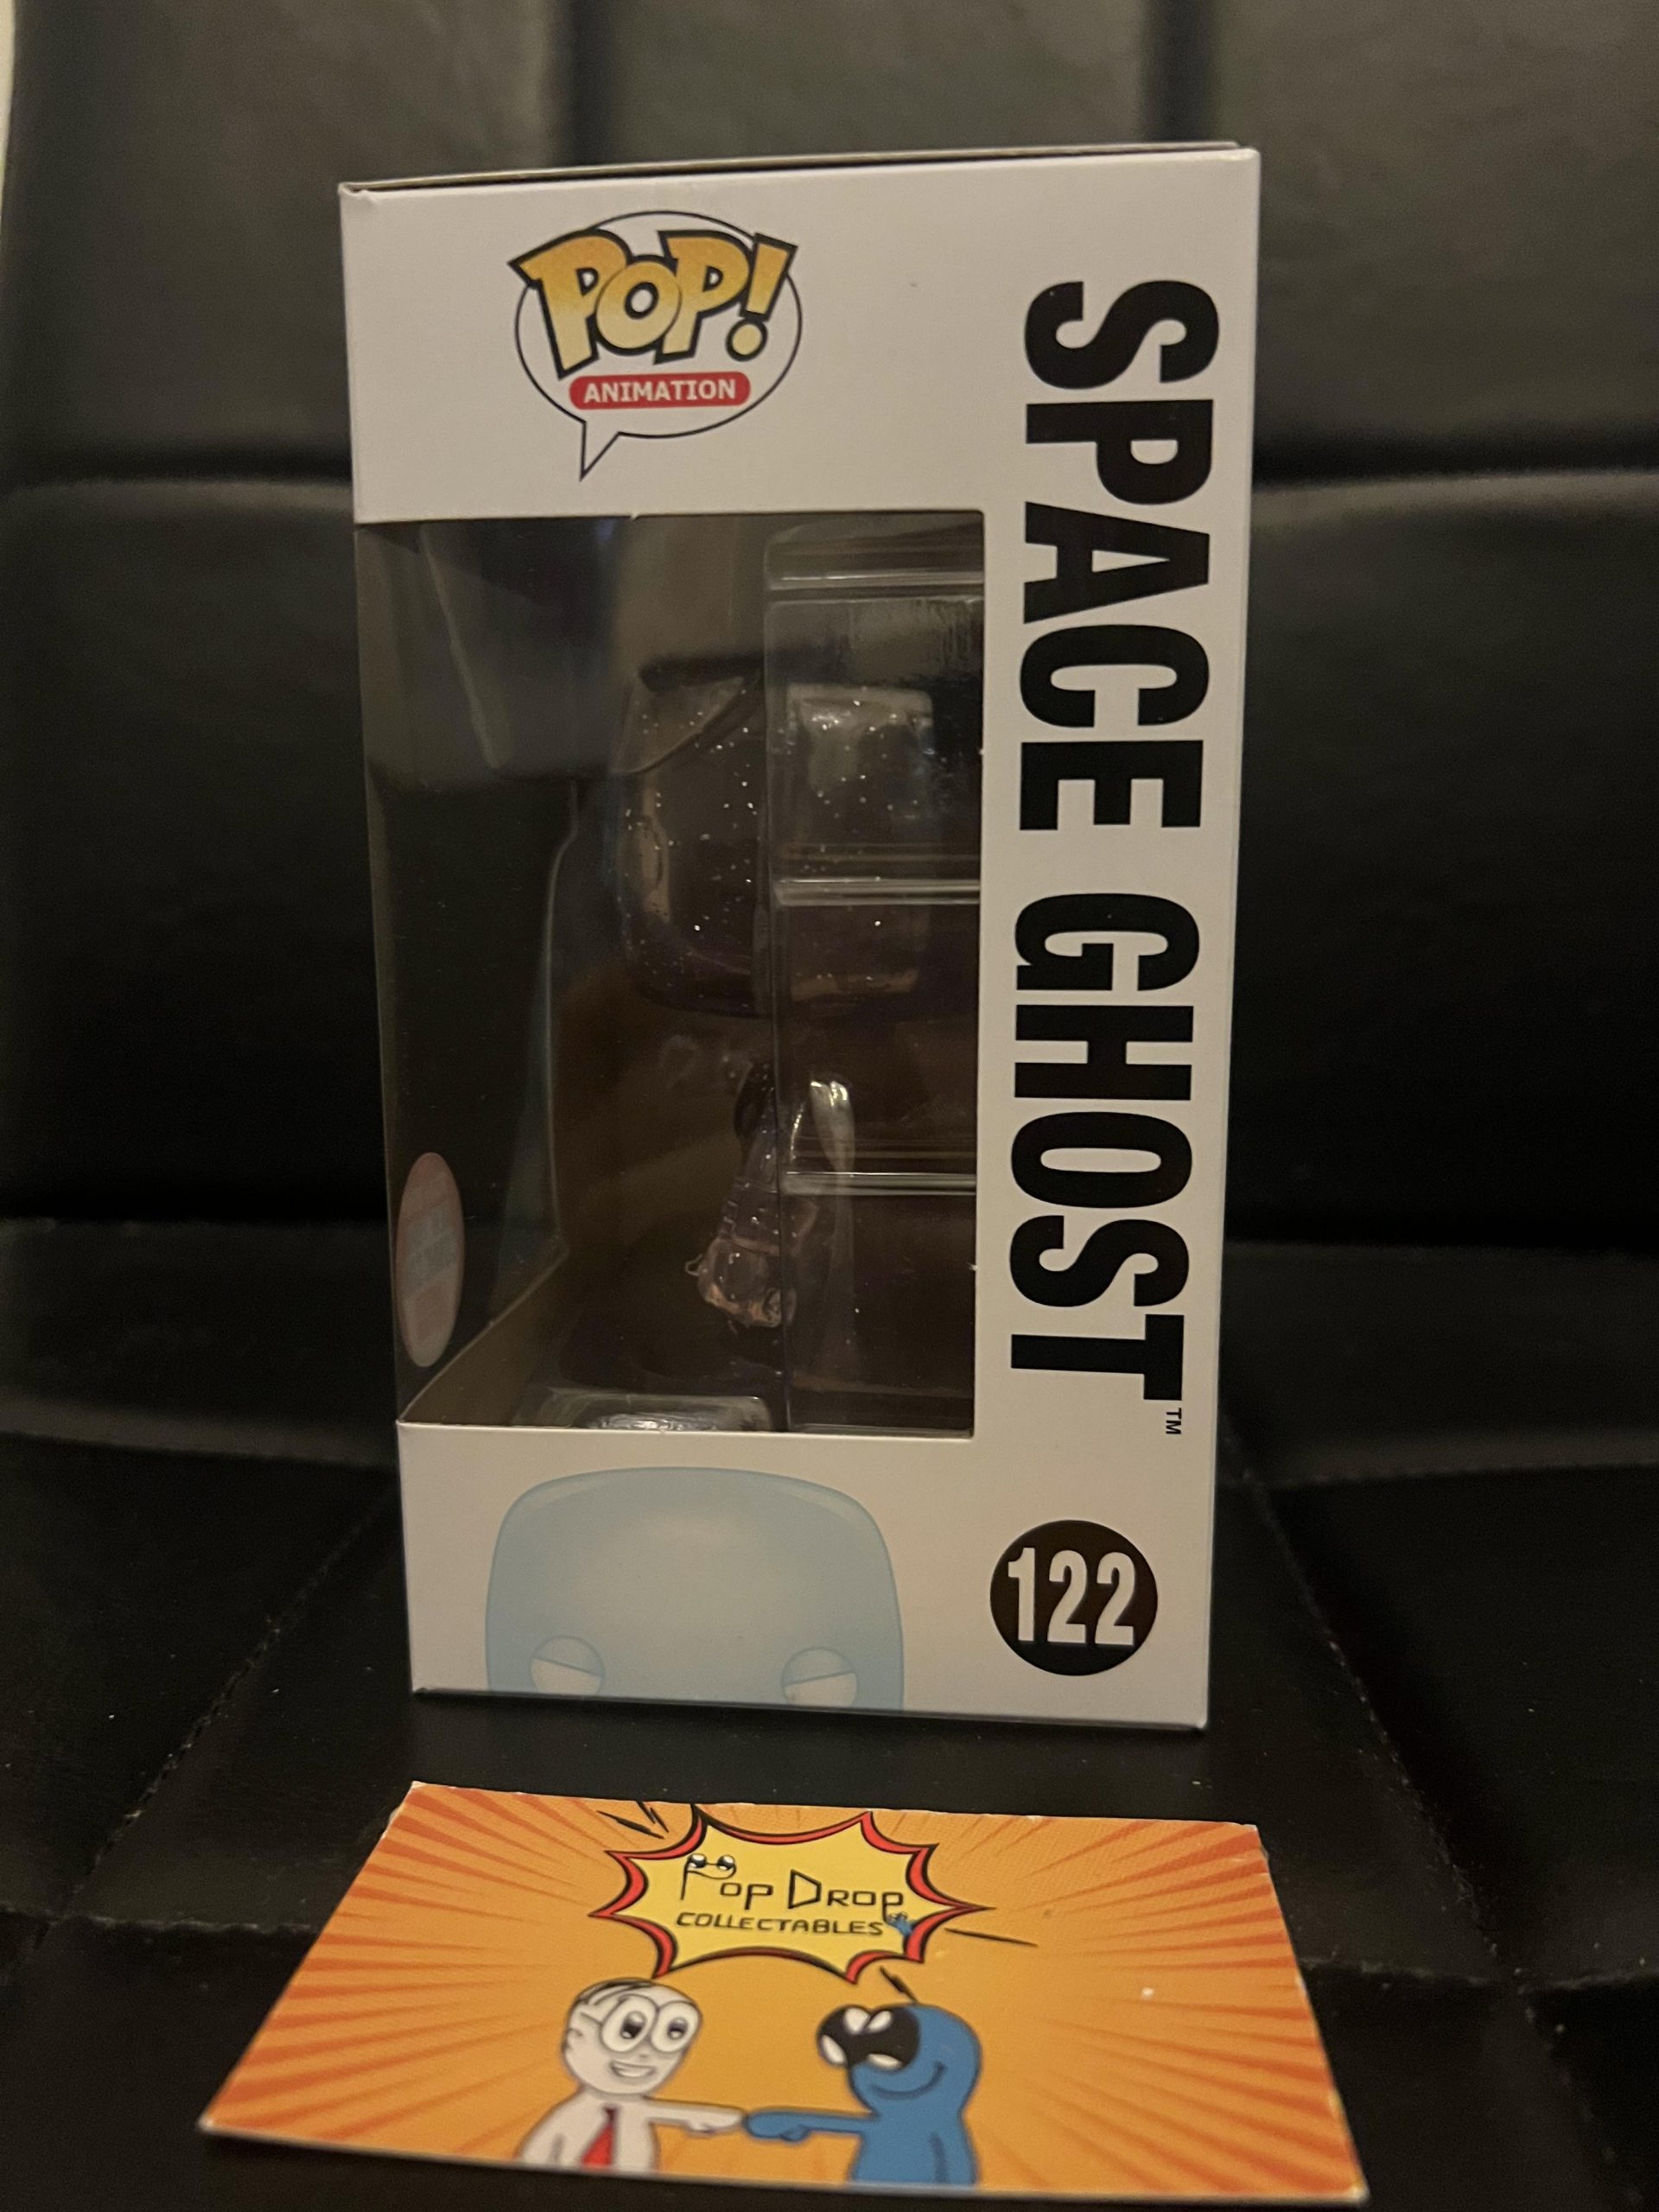 POP!
ANIMATION
SPACE GHOST™
122
POP DROP
COLLECTABLES